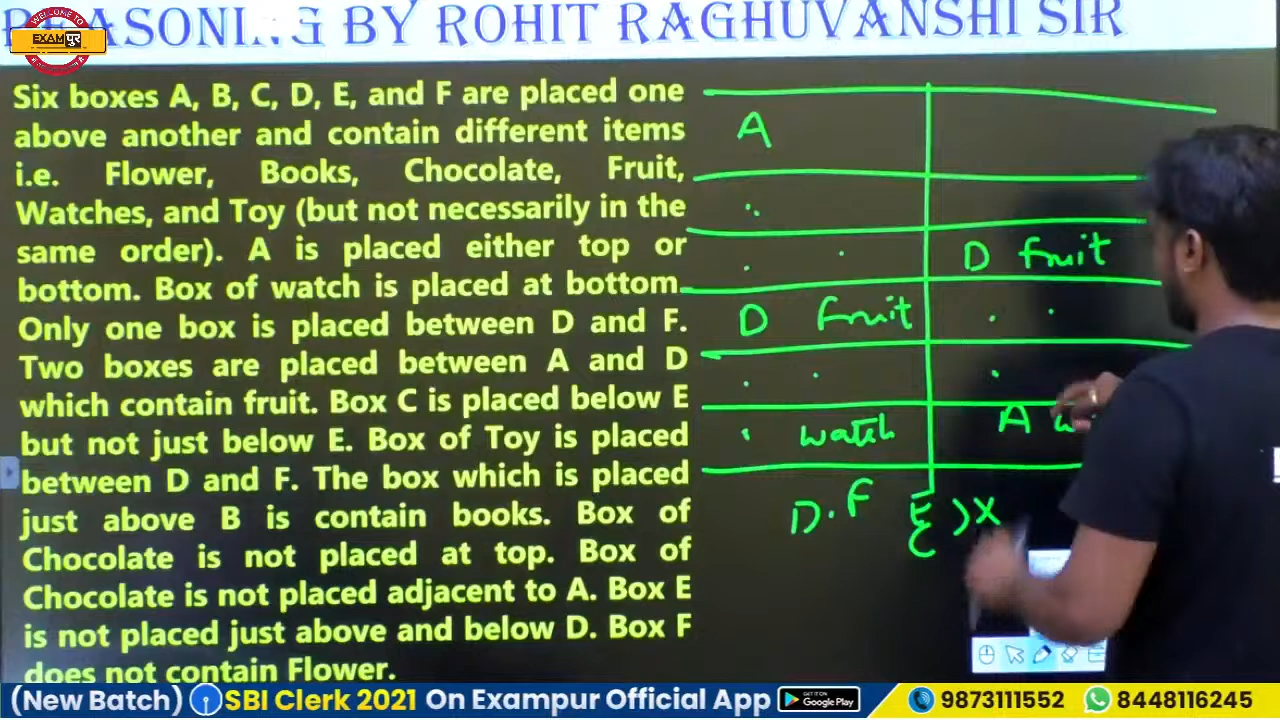 WELCOME TO
EXAMपुर
REASONING BY ROHIT RAGHUVANSHI SIR
Six boxes A, B, C, D, E, and F are placed one
above another and contain different items
i.e. Flower, Books, Chocolate, Fruit,
Watches, and Toy (but not necessarily in the
same order). A is placed either top or
bottom. Box of watch is placed at bottom.
Only one box is placed between D and F.
Two boxes are placed between A and D
which contain fruit. Box C is placed below E
but not just below E. Box of Toy is placed
between D and F. The box which is placed
just above B is contain books. Box of
Chocolate is not placed at top. Box of
Chocolate is not placed adjacent to A. Box E
is not placed just above and below D. Box F
does not contain Flower.
A
D fruit
D fruit
watch
A
D . F
E
C ) X
(New Batch) SBI Clerk 2021 On Exampur Official App Google Play 9873111552 8448116245